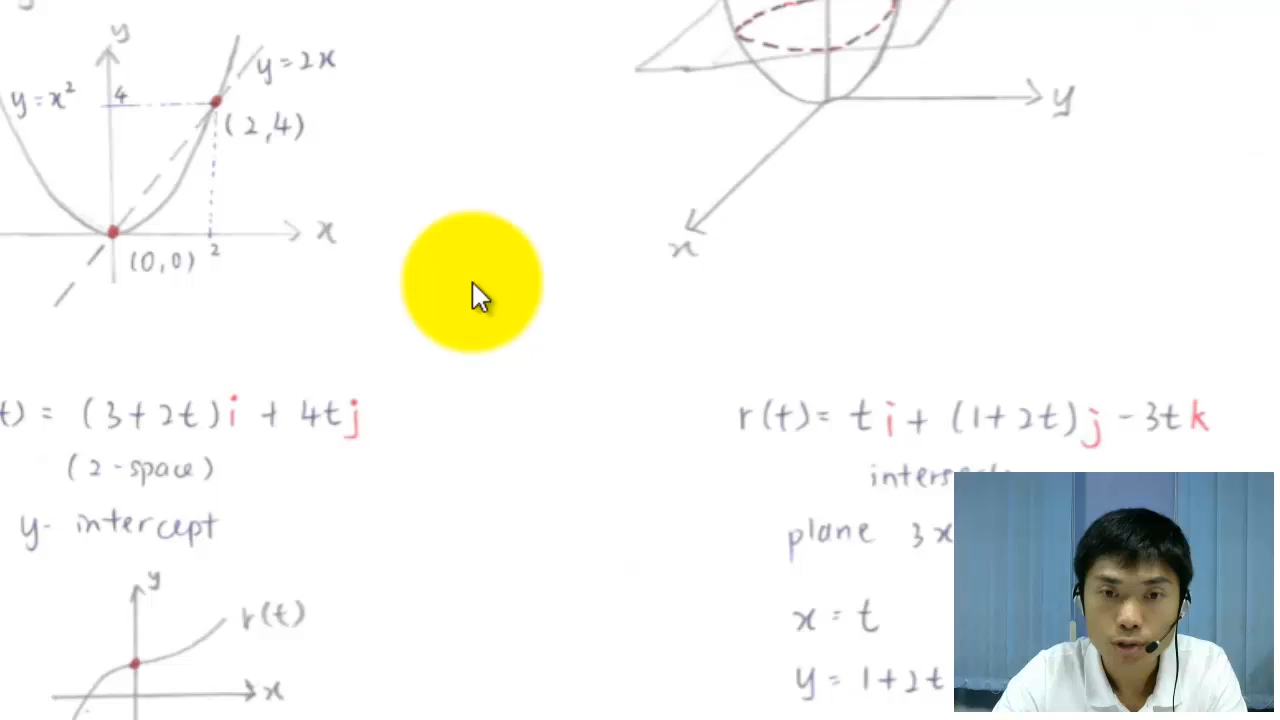 y
y = 2x
y = x²
4
(2,4)
x
(0,0)
2
y
x
t) = (3+2t)i + 4tj
(2-space)
y- intercept
y
r(t)
x
r(t) = ti + (1+2t)j - 3tk
plane 3x
x = t
y = 1+2t